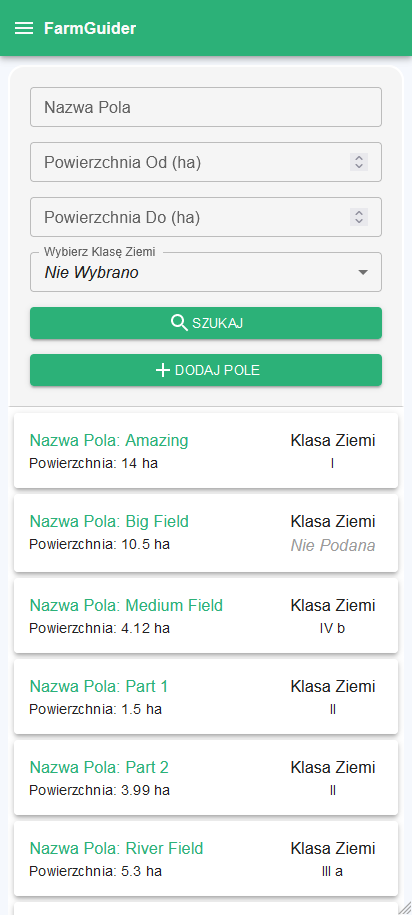 FarmGuider
Nazwa Pola
Powierzchnia Od (ha)
Powierzchnia Do (ha)
Wybierz Klasę Ziemi
Nie Wybrano
SZUKAJ
DODAJ POLE
Nazwa Pola: Amazing Klasa Ziemi
Powierzchnia: 14 ha I
Nazwa Pola: Big Field Klasa Ziemi
Powierzchnia: 10.5 ha Nie Podana
Nazwa Pola: Medium Field Klasa Ziemi
Powierzchnia: 4.12 ha IV b
Nazwa Pola: Part 1 Klasa Ziemi
Powierzchnia: 1.5 ha II
Nazwa Pola: Part 2 Klasa Ziemi
Powierzchnia: 3.99 ha II
Nazwa Pola: River Field Klasa Ziemi
Powierzchnia: 5.3 ha III a